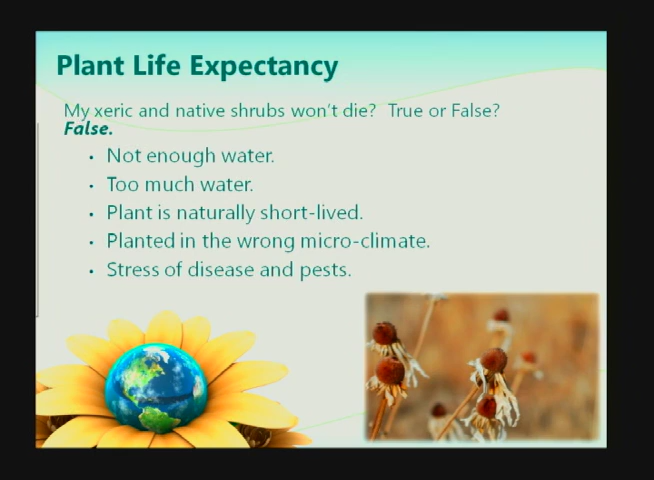 Plant Life Expectancy
My xeric and native shrubs won't die? True or False?
False.
• Not enough water.
• Too much water.
• Plant is naturally short-lived.
• Planted in the wrong micro-climate.
• Stress of disease and pests.